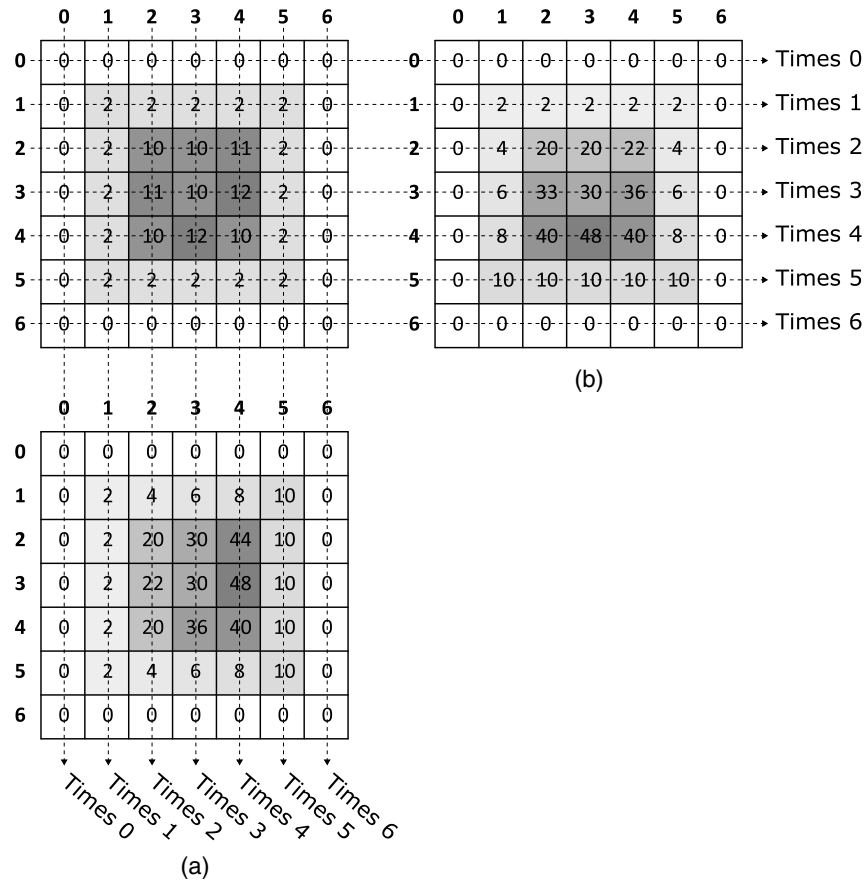 0 1 2 3 4 5 6 0 1 2 3 4 5 6
0 0 0 0 0 0 0 0 0 0 0 0 0 0 0 0 Times 0
1 0 2 2 2 2 2 0 1 0 2 2 2 2 2 0 Times 1
2 0 2 10 10 11 2 0 2 0 4 20 20 22 4 0 Times 2
3 0 2 11 10 12 2 0 3 0 6 33 30 36 6 0 Times 3
4 0 2 10 12 10 2 0 4 0 8 40 48 40 8 0 Times 4
5 0 2 2 2 2 2 0 5 0 10 10 10 10 10 0 Times 5
6 0 0 0 0 0 0 0 6 0 0 0 0 0 0 0 Times 6
(b)
0 1 2 3 4 5 6
0 0 0 0 0 0 0 0
1 0 2 4 6 8 10 0
2 0 2 20 30 44 10 0
3 0 2 22 30 48 10 0
4 0 2 20 36 40 10 0
5 0 2 4 6 8 10 0
6 0 0 0 0 0 0 0
Times 0
Times 1
Times 2
Times 3
Times 4
Times 5
Times 6
(a)